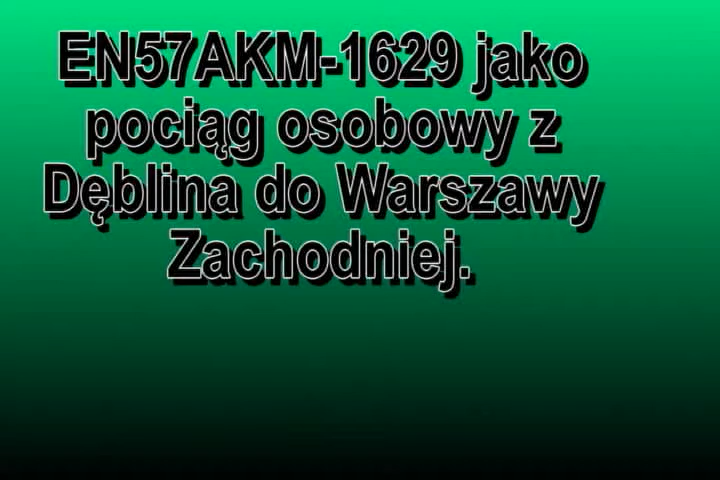 EN57AKM-1629 jako
pociąg osobowy z
Dęblina do Warszawy
Zachodniej.